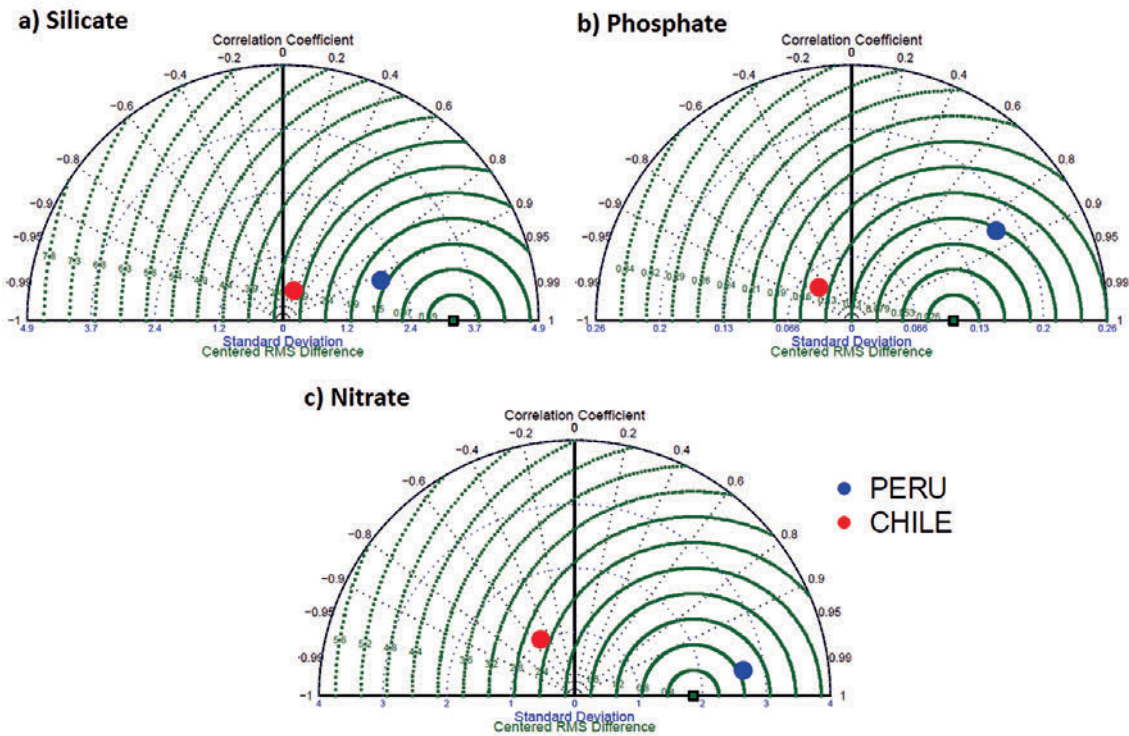 a) Silicate
Correlation Coefficient
−0.4 −0.2 0 0.2 0.4
−0.6 0.6
−0.8 0.8
−0.9 0.9
−0.95 0.95
−0.99 0.99
−1 1
4.9 3.7 2.4 1.2 0 1.2 2.4 3.7 4.9
Standard Deviation
Centered RMS Difference
b) Phosphate
Correlation Coefficient
−0.4 −0.2 0 0.2 0.4
−0.6 0.6
−0.8 0.8
−0.9 0.9
−0.95 0.95
−0.99 0.99
−1 1
0.26 0.2 0.13 0.066 0 0.066 0.13 0.2 0.26
Standard Deviation
Centered RMS Difference
c) Nitrate
Correlation Coefficient
−0.4 −0.2 0 0.2 0.4
−0.6 0.6
−0.8 0.8
−0.9 0.9
−0.95 0.95
−0.99 0.99
5.6 5.2 4.8 4.4
−1 1
4 3 2 1 0 1 2 3 4
Standard Deviation
Centered RMS Difference
PERU
CHILE